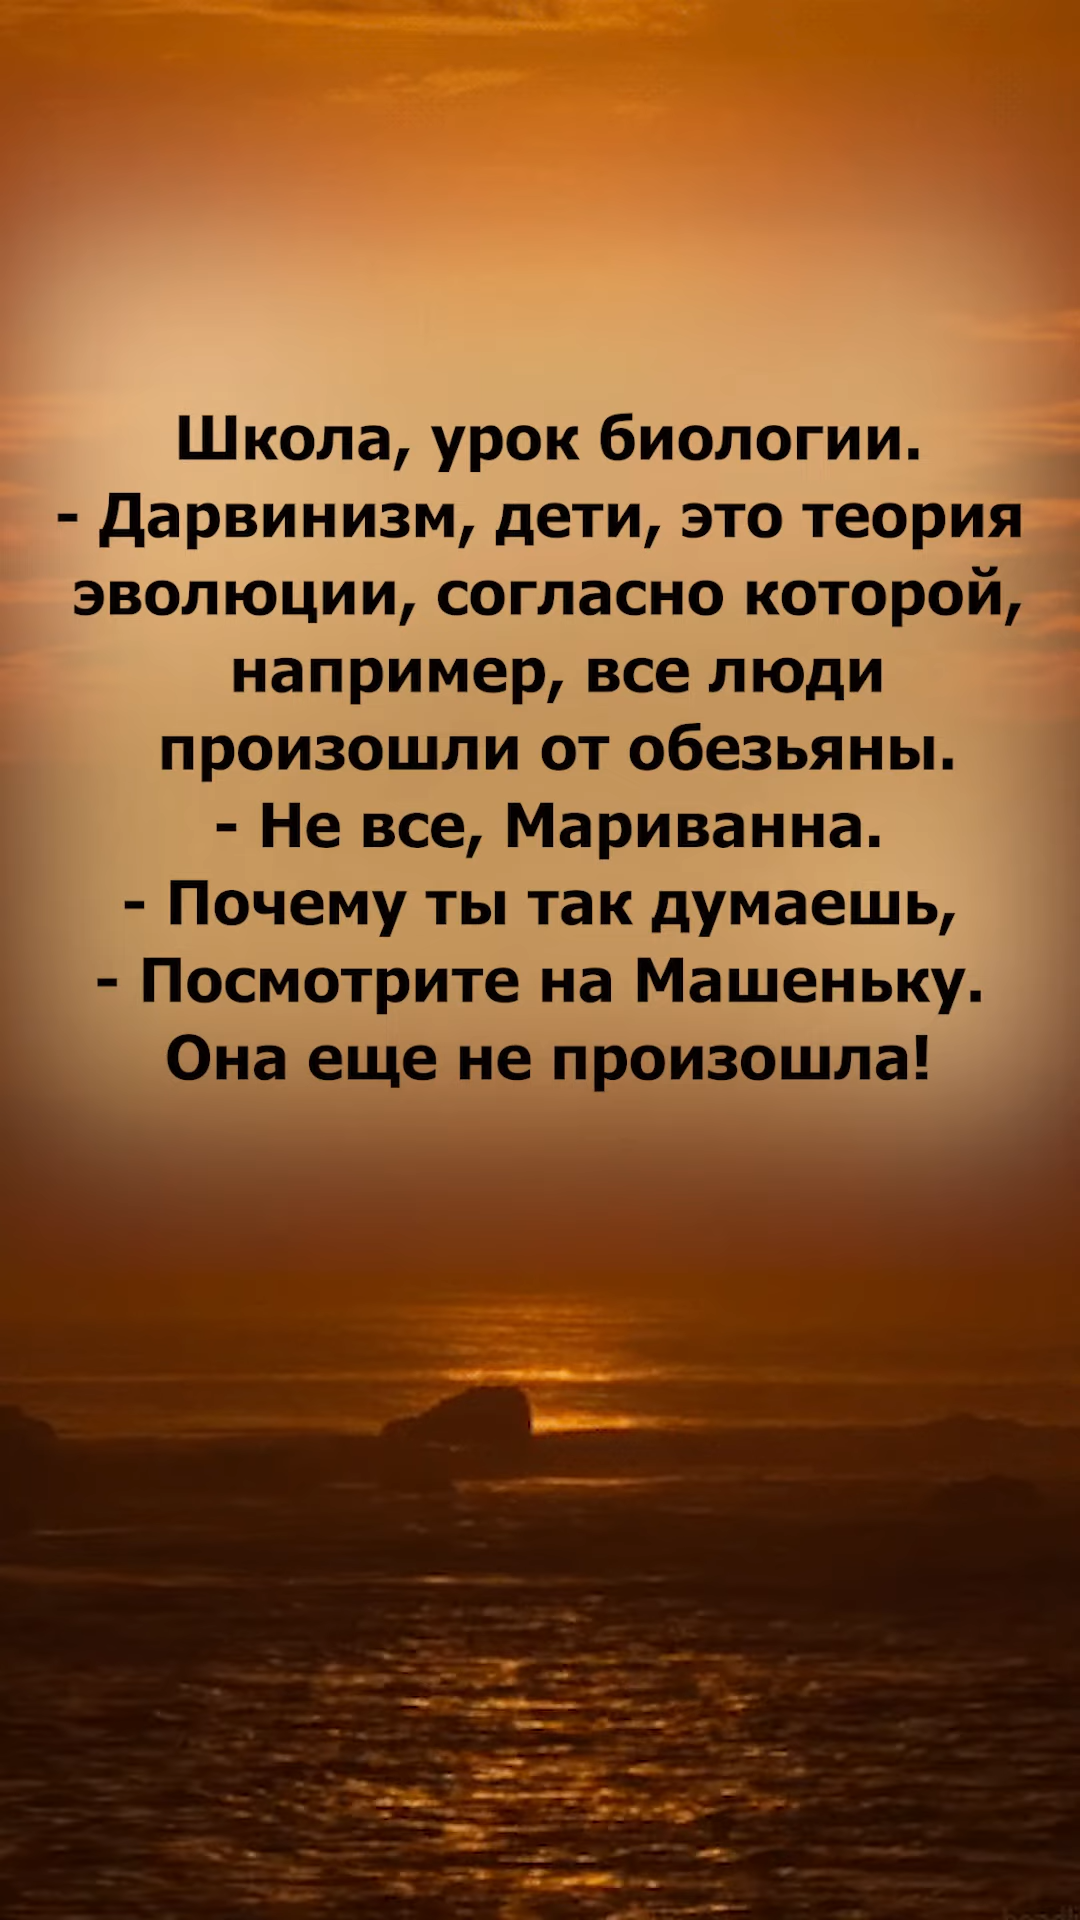 Школа, урок биологии.
- Дарвинизм, дети, это теория
эволюции, согласно которой,
например, все люди
произошли от обезьяны.
- Не все, Мариванна.
- Почему ты так думаешь,
- Посмотрите на Машеньку.
Она еще не произошла!